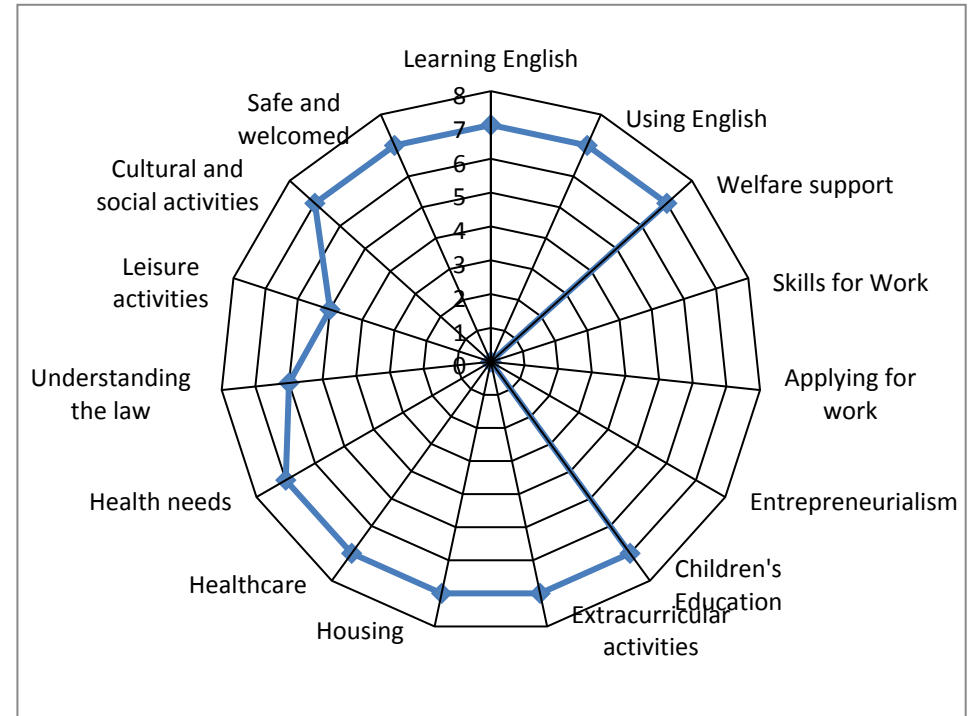 Learning English
Using English
Welfare support
Skills for Work
Applying for
work
Entrepreneurialism
Children's
Education
Extracurricular
activities
Housing
Healthcare
Health needs
Understanding
the law
Leisure
activities
Cultural and
social activities
Safe and
welcomed
8
7
6
5
4
3
2
1
0